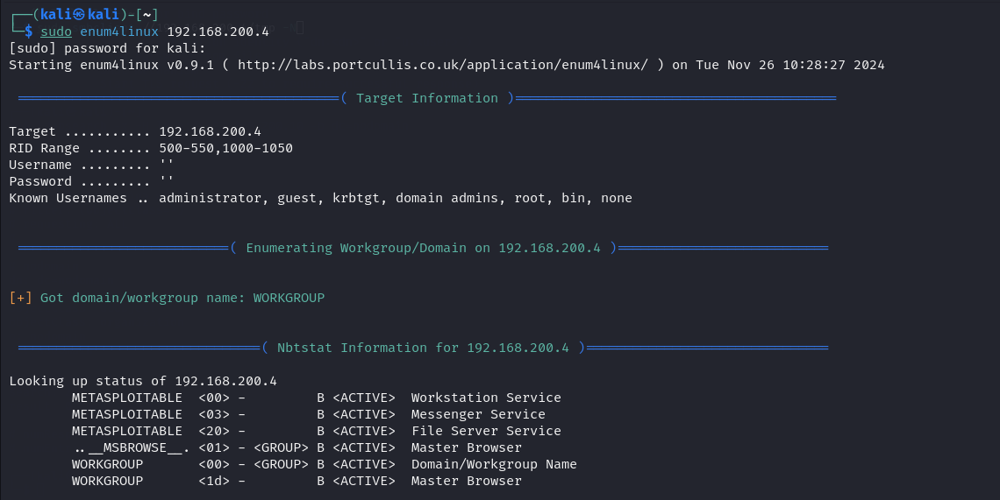 ┌──(kali㉿kali)-[~]
└─$ sudo enum4linux 192.168.200.4
[sudo] password for kali:
Starting enum4linux v0.9.1 ( http://labs.portcullis.co.uk/application/enum4linux/ ) on Tue Nov 26 10:28:27 2024
=========================================( Target Information )=========================================
Target ........... 192.168.200.4
RID Range ........ 500-550,1000-1050
Username ......... ''
Password ......... ''
Known Usernames .. administrator, guest, krbtgt, domain admins, root, bin, none
===========================( Enumerating Workgroup/Domain on 192.168.200.4 )===========================
[+] Got domain/workgroup name: WORKGROUP
===============================( Nbtstat Information for 192.168.200.4 )===============================
Looking up status of 192.168.200.4
METASPLOITABLE  <00> -         B <ACTIVE>  Workstation Service
METASPLOITABLE  <03> -         B <ACTIVE>  Messenger Service
METASPLOITABLE  <20> -         B <ACTIVE>  File Server Service
..__MSBROWSE__. <01> - <GROUP> B <ACTIVE>  Master Browser
WORKGROUP       <00> - <GROUP> B <ACTIVE>  Domain/Workgroup Name
WORKGROUP       <1d> -         B <ACTIVE>  Master Browser